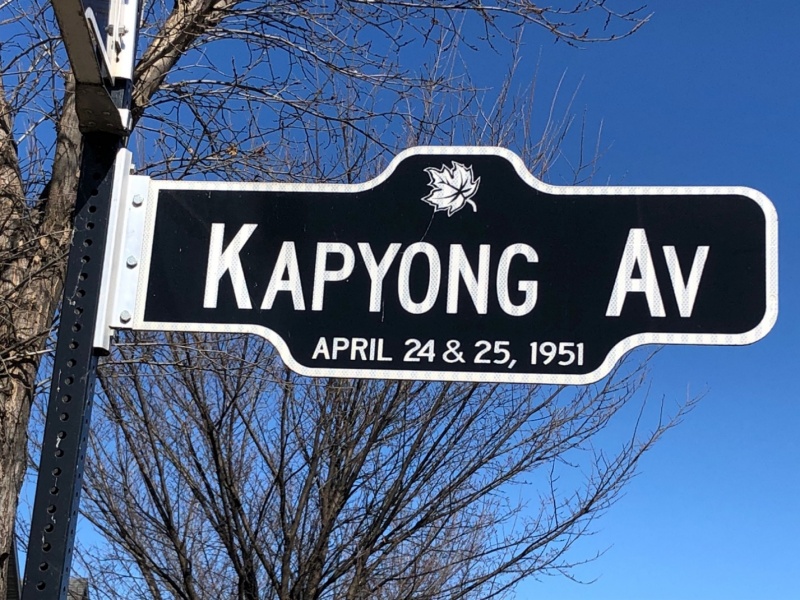 KAPYONG AV
APRIL 24 & 25, 1951